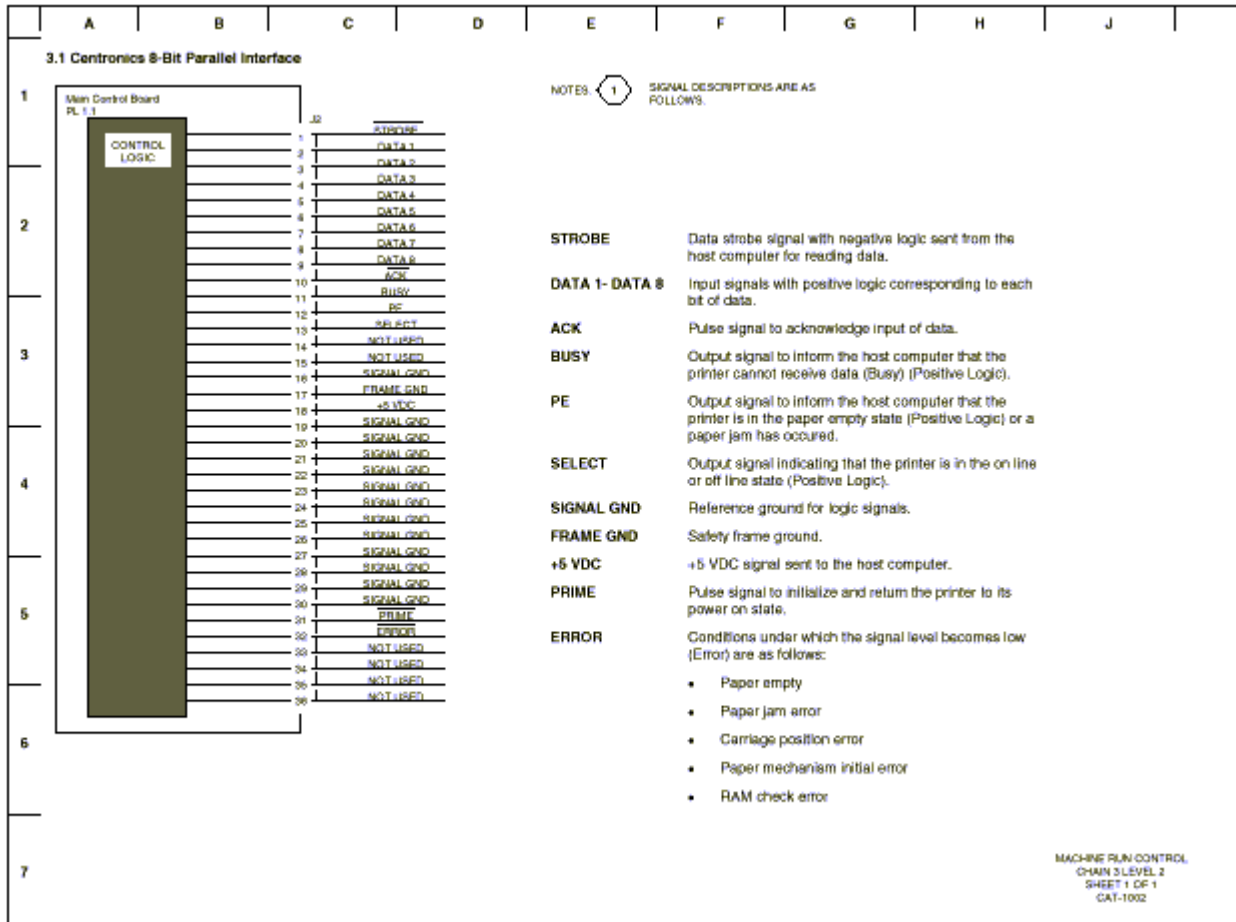 A B C D E F G H J
3.1 Centronics 8-Bit Parallel Interface
1
Main Control Board
PL 1.1
CONTROL
LOGIC
J2
NOTES. 1 SIGNAL DESCRIPTIONS ARE AS
FOLLOWS.
STROBE
1
DATA 1
2
DATA 2
3
DATA 3
4
DATA 4
5
DATA 5
6
DATA 6
7
DATA 7
8
DATA 8
9
ACK
10
BUSY
11
PE
12
SELECT
13
NOT USED
14
NOT USED
15
SIGNAL GND
16
FRAME GND
17
+5 VDC
18
SIGNAL GND
19
SIGNAL GND
20
SIGNAL GND
21
SIGNAL GND
22
SIGNAL GND
23
SIGNAL GND
24
SIGNAL GND
25
SIGNAL GND
26
SIGNAL GND
27
SIGNAL GND
28
SIGNAL GND
29
SIGNAL GND
30
PRIME
31
ERROR
32
NOT USED
33
NOT USED
34
NOT USED
35
NOT USED
36
2
3
4
5
6
7
STROBE Data strobe signal with negative logic sent from the
host computer for reading data.
DATA 1- DATA 8 Input signals with positive logic corresponding to each
bit of data.
ACK Pulse signal to acknowledge input of data.
BUSY Output signal to inform the host computer that the
printer cannot receive data (Busy) (Positive Logic).
PE Output signal to inform the host computer that the
printer is in the paper empty state (Positive Logic) or a
paper jam has occured.
SELECT Output signal indicating that the printer is in the on line
or off line state (Positive Logic).
SIGNAL GND Reference ground for logic signals.
FRAME GND Safety frame ground.
+5 VDC +5 VDC signal sent to the host computer.
PRIME Pulse signal to initialize and return the printer to its
power on state.
ERROR Conditions under which the signal level becomes low
(Error) are as follows:
• Paper empty
• Paper jam error
• Carriage position error
• Paper mechanism initial error
• RAM check error
MACHINE RUN CONTROL
CHAIN 3 LEVEL 2
SHEET 1 OF 1
CAT-1002